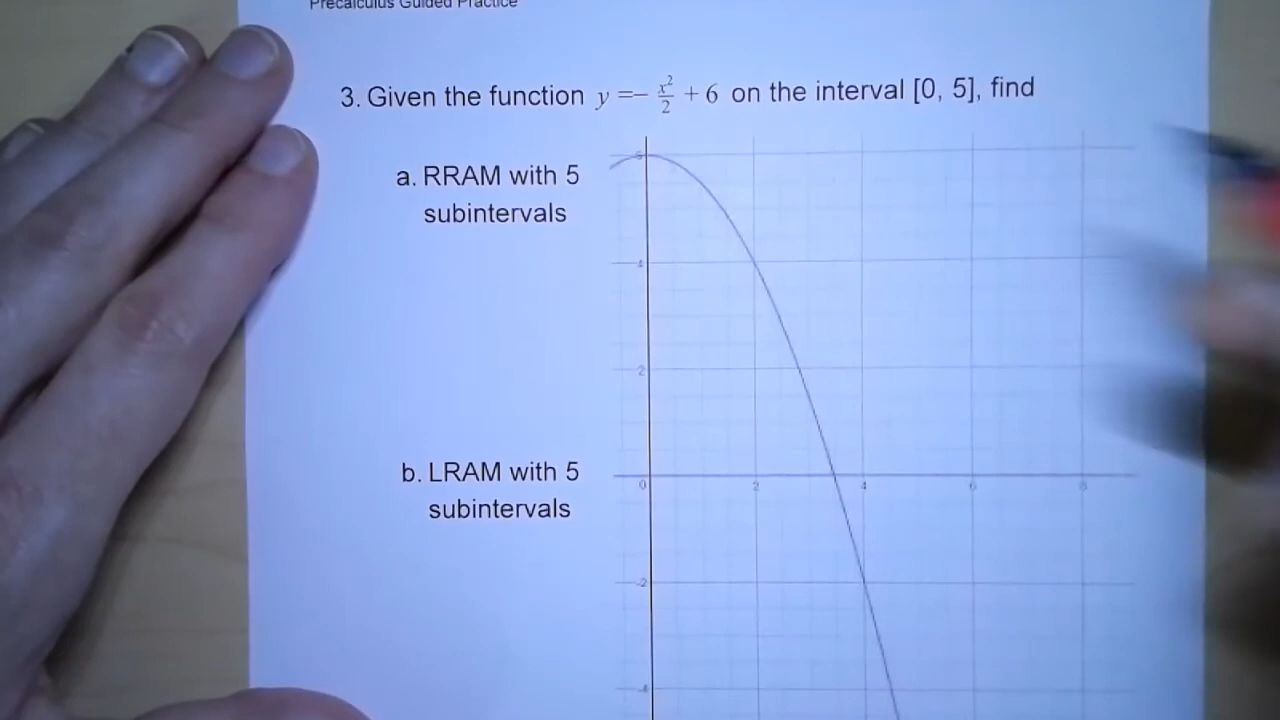 Precalculus Guided Practice
3. Given the function y =− x²/2 + 6 on the interval [0, 5], find
a. RRAM with 5
subintervals
b. LRAM with 5
subintervals
6
4
2
0 2 4 6 8
-2
-4